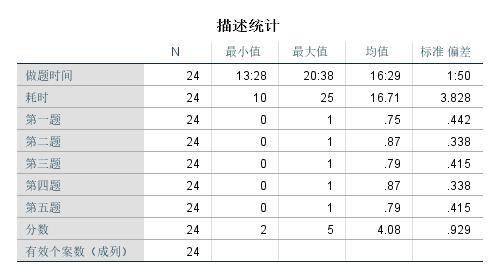 描述统计
N 最小值 最大值 均值 标准 偏差
做题时间 24 13:28 20:38 16:29 1:50
耗时 24 10 25 16.71 3.828
第一题 24 0 1 .75 .442
第二题 24 0 1 .87 .338
第三题 24 0 1 .79 .415
第四题 24 0 1 .87 .338
第五题 24 0 1 .79 .415
分数 24 2 5 4.08 .929
有效个案数（成列） 24